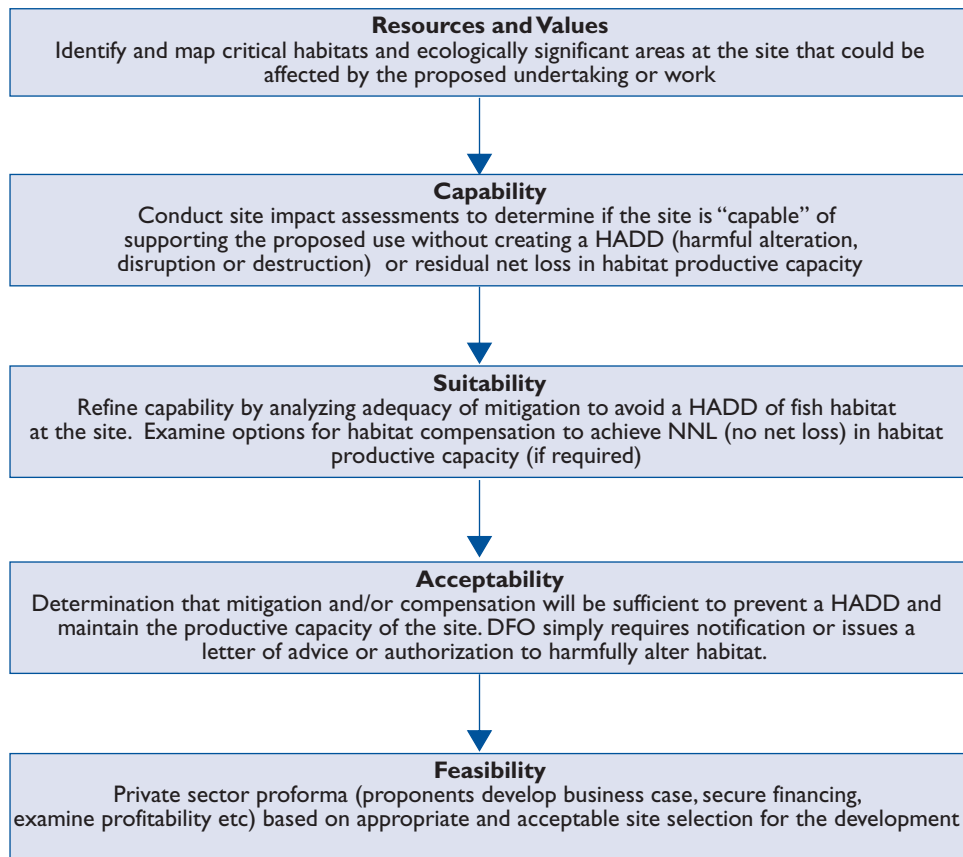 Resources and Values
Identify and map critical habitats and ecologically significant areas at the site that could be
affected by the proposed undertaking or work
Capability
Conduct site impact assessments to determine if the site is “capable” of
supporting the proposed use without creating a HADD (harmful alteration,
disruption or destruction) or residual net loss in habitat productive capacity
Suitability
Refine capability by analyzing adequacy of mitigation to avoid a HADD of fish habitat
at the site. Examine options for habitat compensation to achieve NNL (no net loss) in habitat
productive capacity (if required)
Acceptability
Determination that mitigation and/or compensation will be sufficient to prevent a HADD and
maintain the productive capacity of the site. DFO simply requires notification or issues a
letter of advice or authorization to harmfully alter habitat.
Feasibility
Private sector proforma (proponents develop business case, secure financing,
examine profitability etc) based on appropriate and acceptable site selection for the development